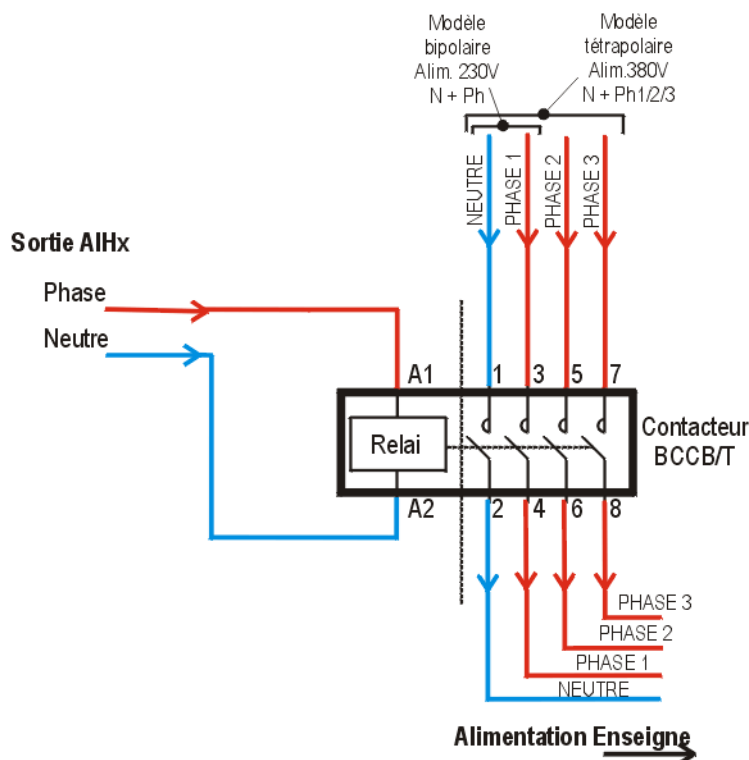 Modèle
bipolaire
Alim. 230V
N + Ph
Modèle
tétrapolaire
Alim.380V
N + Ph1/2/3
NEUTRE
PHASE 1
PHASE 2
PHASE 3
Sortie AIHx
Phase
Neutre
A1 1 3 5 7
Relai
Contacteur
BCCB/T
A2 2 4 6 8
PHASE 3
PHASE 2
PHASE 1
NEUTRE
Alimentation Enseigne